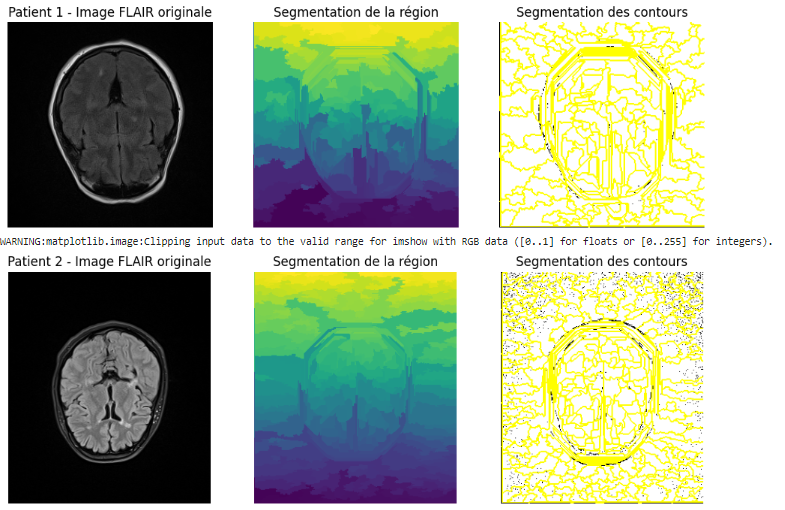 Patient 1 - Image FLAIR originale
Segmentation de la région
Segmentation des contours
WARNING:matplotlib.image:Clipping input data to the valid range for imshow with RGB data ([0..1] for floats or [0..255] for integers).
Patient 2 - Image FLAIR originale
Segmentation de la région
Segmentation des contours